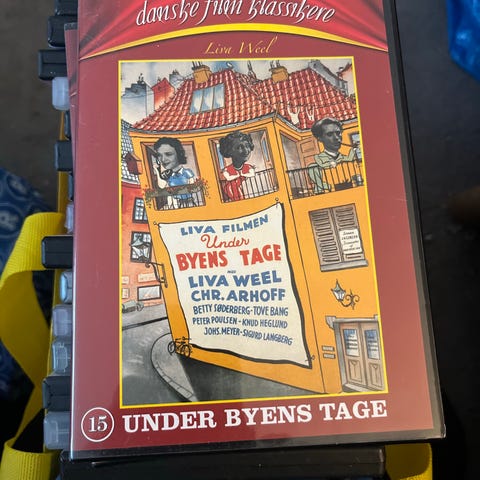 danske film klassikere
Liva Weel
LIVA FILMEN
Under
BYENS TAGE
MED
LIVA WEEL
CHR. ARHOFF
BETTY SØDERBERG - TOVE BANG
PETER POULSEN - KNUD HEGLUND
JOHS. MEYER - SIGURD LANGBERG
15 UNDER BYENS TAGE